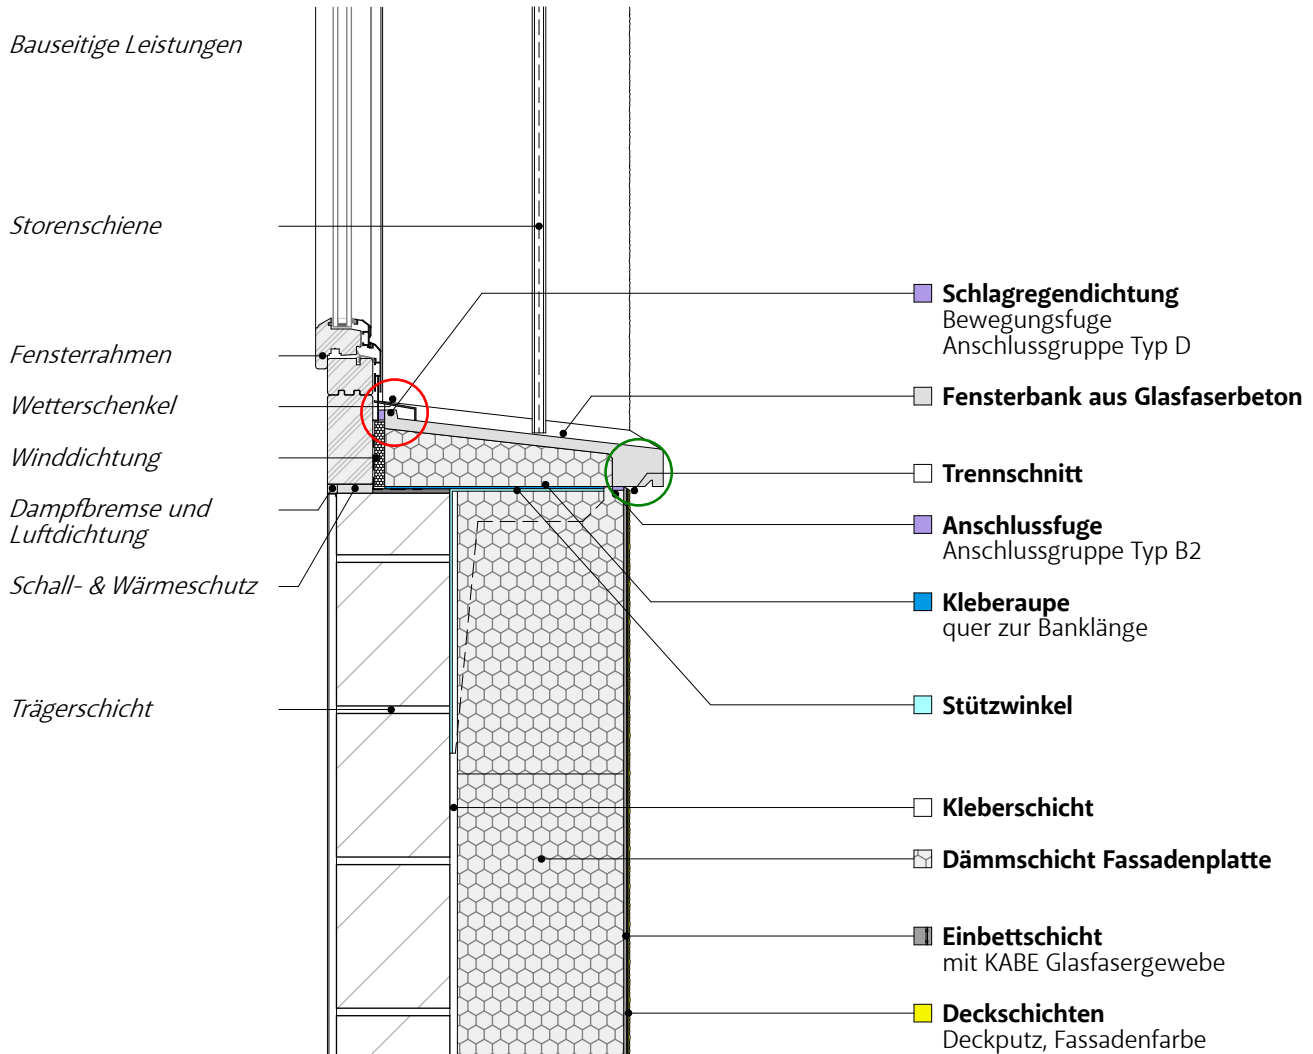 Bauseitige Leistungen
Storenschiene
Fensterrahmen
Wetterschenkel
Winddichtung
Dampfbremse und
Luftdichtung
Schall- & Wärmeschutz
Trägerschicht
Schlagregendichtung
Bewegungsfuge
Anschlussgruppe Typ D
Fensterbank aus Glasfaserbeton
Trennschnitt
Anschlussfuge
Anschlussgruppe Typ B2
Kleberaupe
quer zur Banklänge
Stützwinkel
Kleberschicht
Dämmschicht Fassadenplatte
Einbettschicht
mit KABE Glasfasergewebe
Deckschichten
Deckputz, Fassadenfarbe